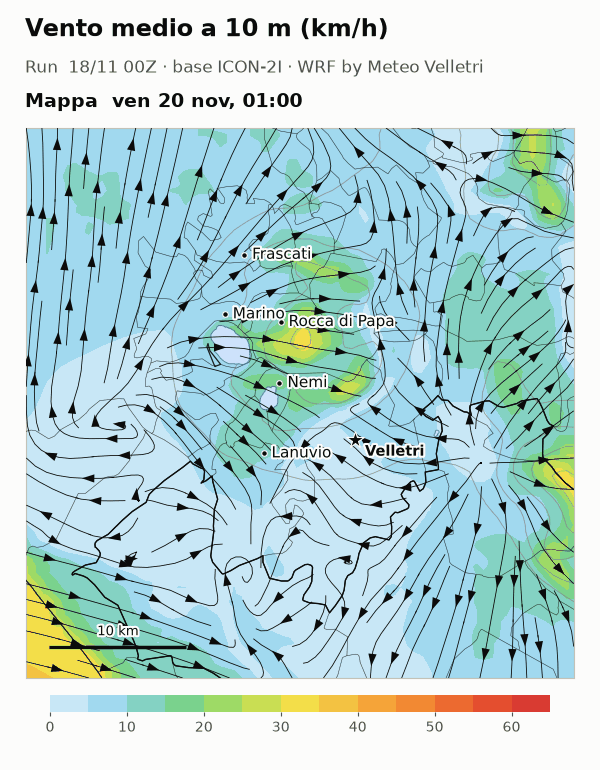 Vento medio a 10 m (km/h)
Run  18/11 00Z · base ICON-2I · WRF by Meteo Velletri
Mappa  ven 20 nov, 01:00
Frascati
Marino
Rocca di Papa
Nemi
Lanuvio
Velletri
10 km
0 10 20 30 40 50 60